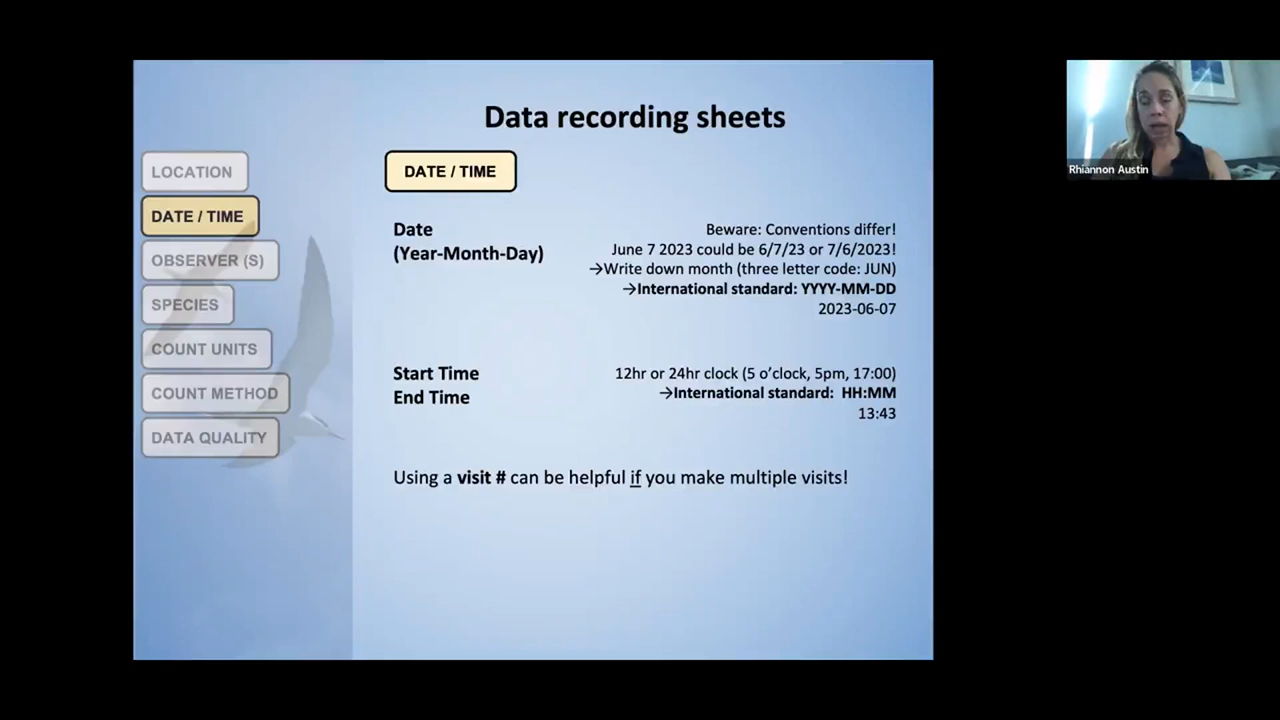 Data recording sheets
LOCATION
DATE / TIME
OBSERVER (S)
SPECIES
COUNT UNITS
COUNT METHOD
DATA QUALITY
DATE / TIME
Date
(Year-Month-Day)
Beware: Conventions differ!
June 7 2023 could be 6/7/23 or 7/6/2023!
→Write down month (three letter code: JUN)
→International standard: YYYY-MM-DD
2023-06-07
Start Time
End Time
12hr or 24hr clock (5 o’clock, 5pm, 17:00)
→International standard: HH:MM
13:43
Using a visit # can be helpful if you make multiple visits!
Rhiannon Austin